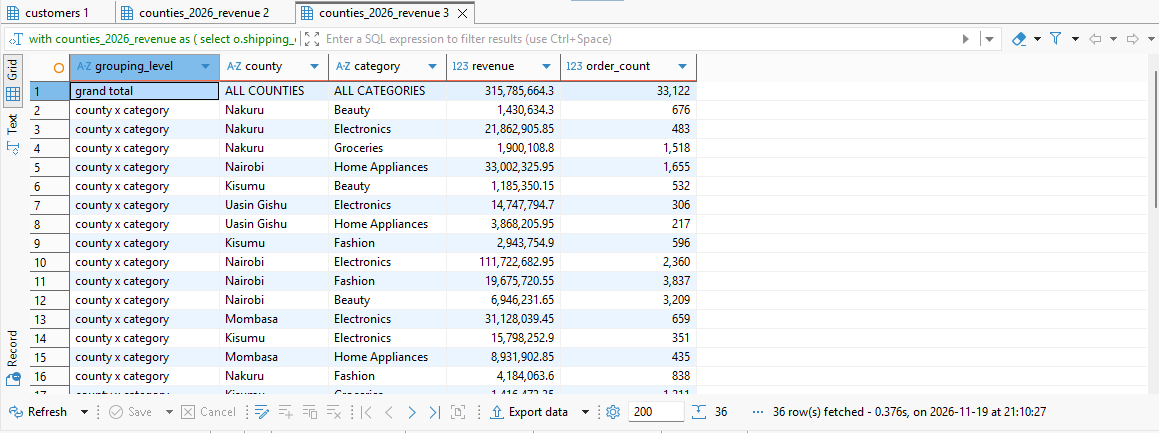 customers 1 counties_2026_revenue 2 counties_2026_revenue 3
with counties_2026_revenue as ( select o.shipping_ Enter a SQL expression to filter results (use Ctrl+Space)
Grid
Text
Record
grouping_level county category revenue order_count
1 grand total ALL COUNTIES ALL CATEGORIES 315,785,664.3 33,122
2 county x category Nakuru Beauty 1,430,634.3 676
3 county x category Nakuru Electronics 21,862,905.85 483
4 county x category Nakuru Groceries 1,900,108.8 1,518
5 county x category Nairobi Home Appliances 33,002,325.95 1,655
6 county x category Kisumu Beauty 1,185,350.15 532
7 county x category Uasin Gishu Electronics 14,747,794.7 306
8 county x category Uasin Gishu Home Appliances 3,868,205.95 217
9 county x category Kisumu Fashion 2,943,754.9 596
10 county x category Nairobi Electronics 111,722,682.95 2,360
11 county x category Nairobi Fashion 19,675,720.55 3,837
12 county x category Nairobi Beauty 6,946,231.65 3,209
13 county x category Mombasa Electronics 31,128,039.45 659
14 county x category Kisumu Electronics 15,798,252.9 351
15 county x category Mombasa Home Appliances 8,931,902.85 435
16 county x category Nakuru Fashion 4,184,063.6 838
17 county x category Kisumu Groceries
Refresh Save Cancel Export data 200 36 36 row(s) fetched - 0.376s, on 2026-11-19 at 21:10:27